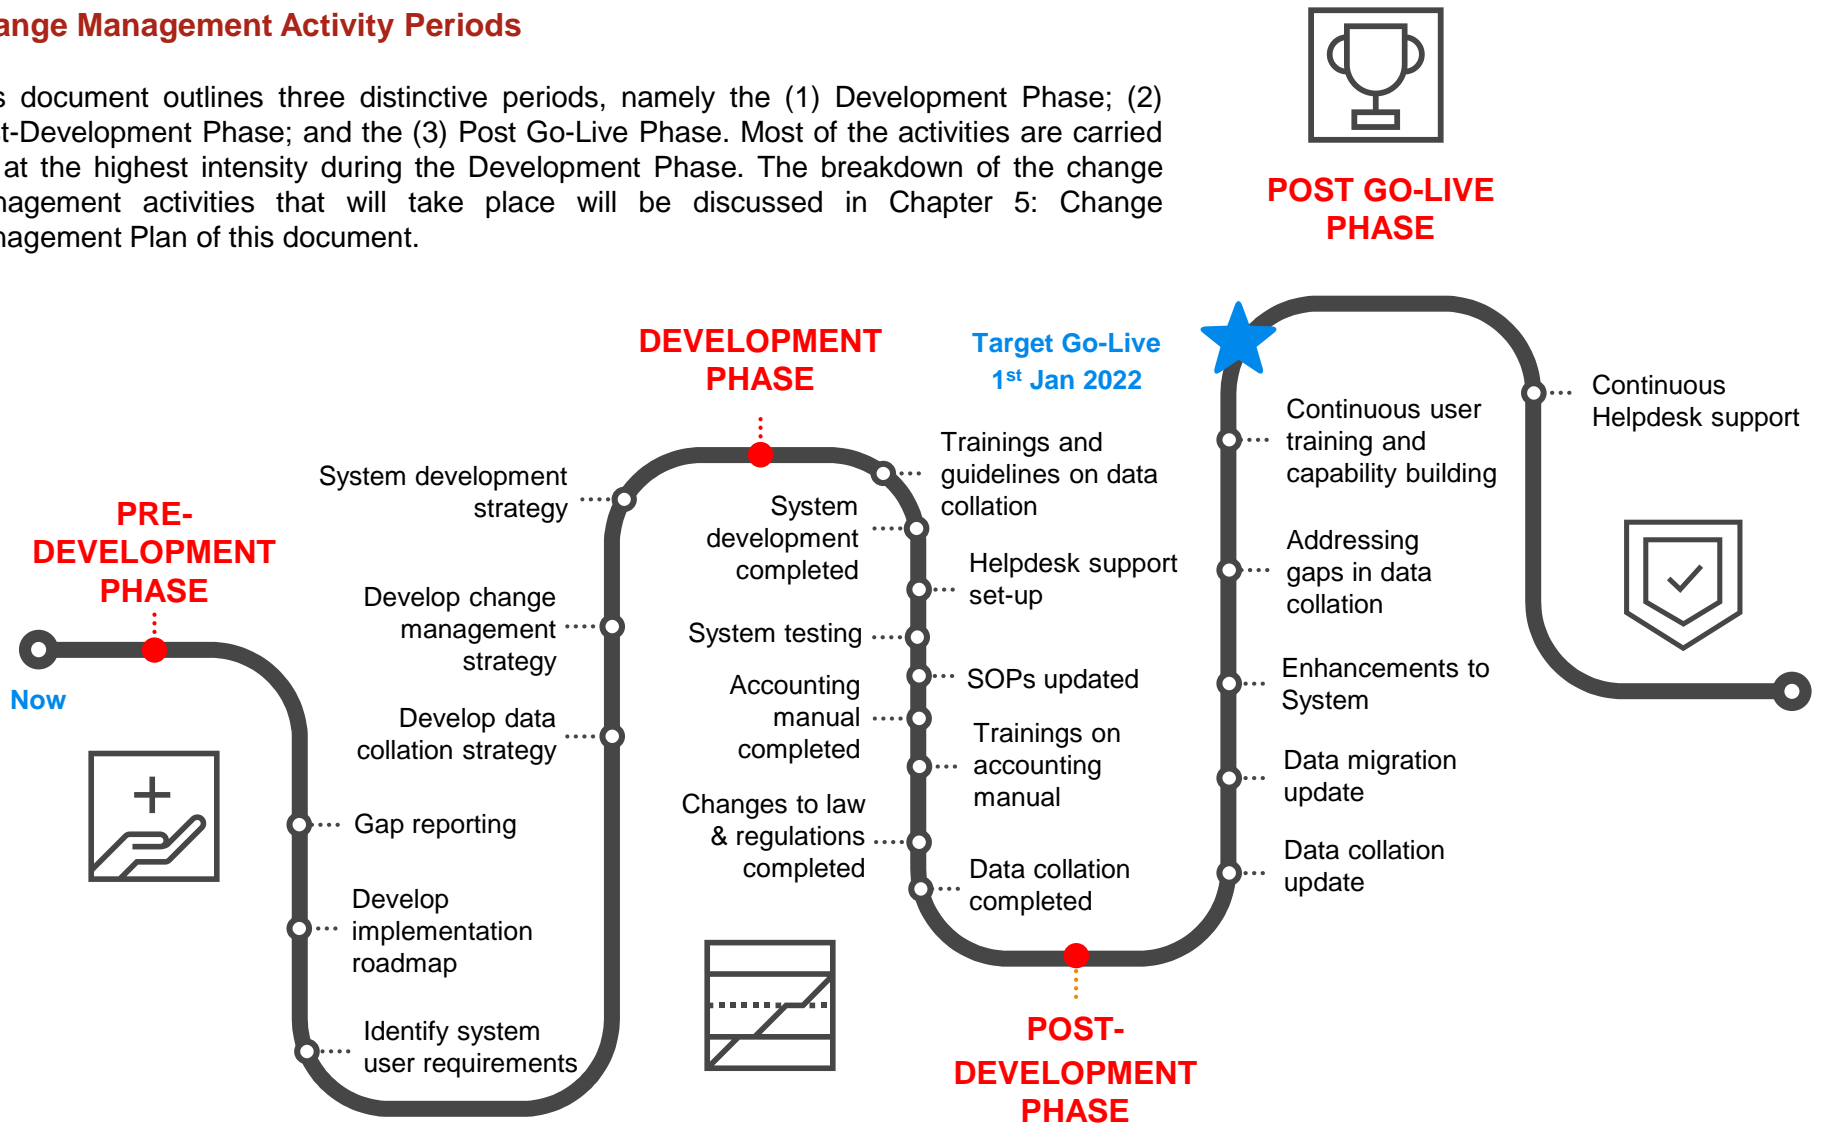 ange Management Activity Periods
s document outlines three distinctive periods, namely the (1) Development Phase; (2)
st-Development Phase; and the (3) Post Go-Live Phase. Most of the activities are carried
at the highest intensity during the Development Phase. The breakdown of the change
nagement activities that will take place will be discussed in Chapter 5: Change
nagement Plan of this document.
POST GO-LIVE
PHASE
DEVELOPMENT
PHASE
Target Go-Live
1st Jan 2022
Continuous
Helpdesk support
Continuous user
training and
capability building
Trainings and
guidelines on data
collation
System development
strategy
System
development
completed
PRE-
DEVELOPMENT
PHASE
Addressing
gaps in data
collation
Helpdesk support
set-up
Develop change
management
strategy
System testing
Now
SOPs updated
Enhancements to
System
Accounting
manual
completed
Develop data
collation strategy
Trainings on
accounting
manual
Data migration
update
Gap reporting
Changes to law
& regulations
completed
Data collation
completed
Data collation
update
Develop
implementation
roadmap
Identify system
user requirements
POST-
DEVELOPMENT
PHASE